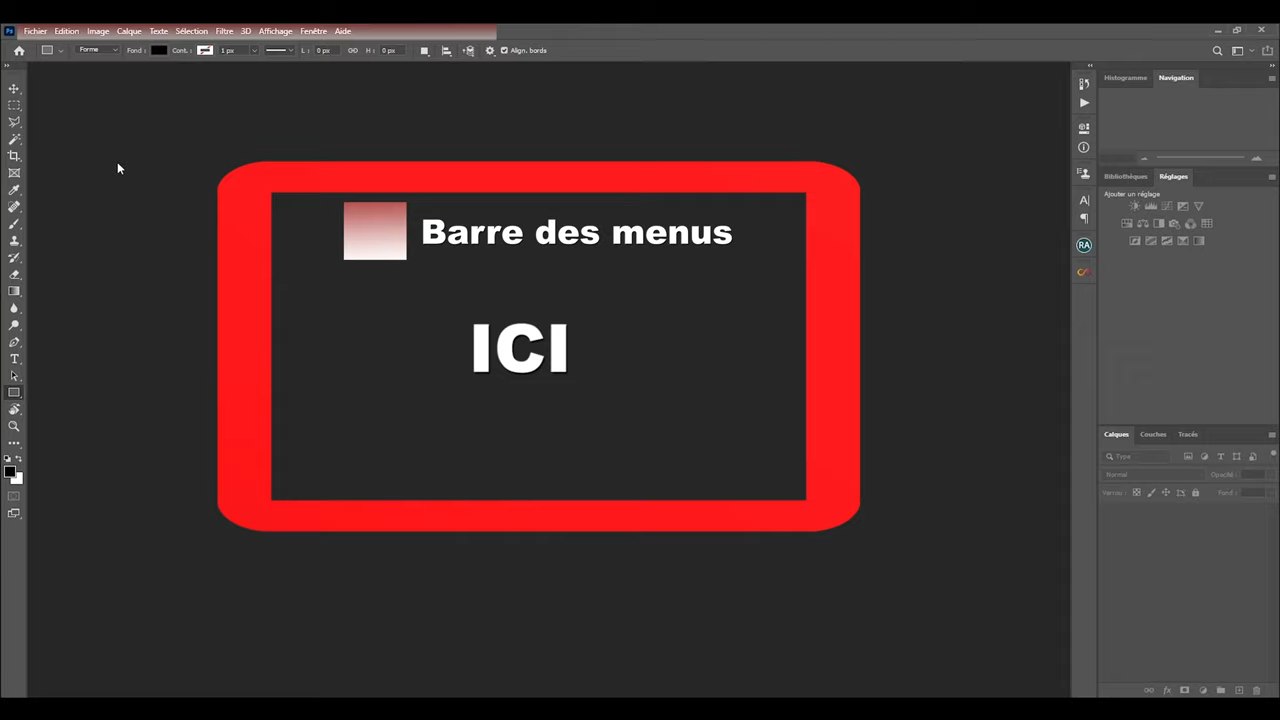 Ps Fichier Edition Image Calque Texte Sélection Filtre 3D Affichage Fenêtre Aide
Forme Fond : Cont. : 1 px L : 0 px H : 0 px Align. bords
Histogramme Navigation
Bibliothèques Réglages
Ajouter un réglage
Barre des menus
ICI
Calques Couches Tracés
Type
Normal Opacité :
Verrou : Fond :